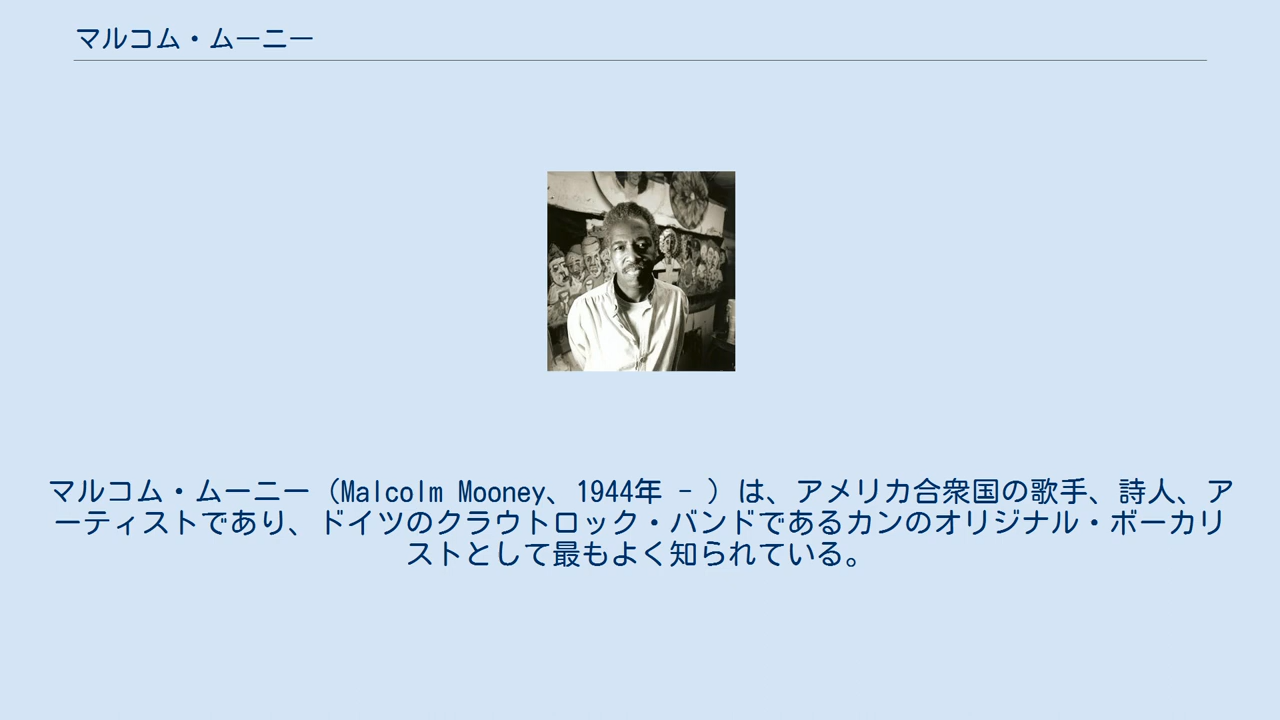 マルコム・ムーニー
マルコム・ムーニー（Malcolm Mooney、1944年 - ）は、アメリカ合衆国の歌手、詩人、ア
ーティストであり、ドイツのクラウトロック・バンドであるカンのオリジナル・ボーカリ
ストとして最もよく知られている。